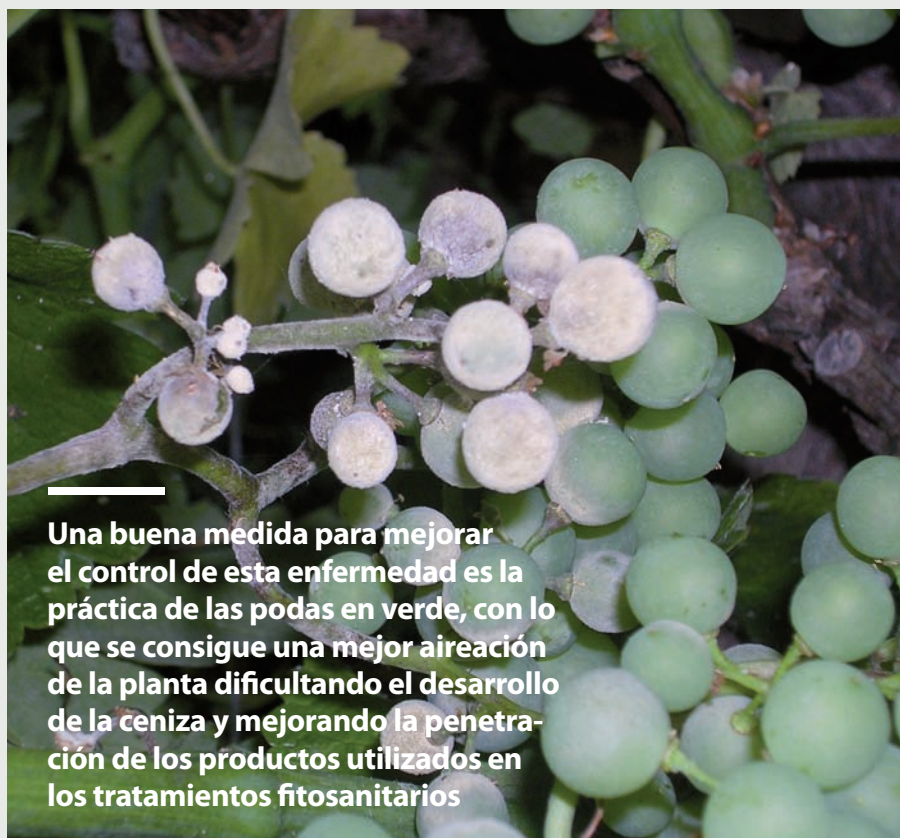 Una buena medida para mejorar
el control de esta enfermedad es la
práctica de las podas en verde, con lo
que se consigue una mejor aireación
de la planta dificultando el desarrollo
de la ceniza y mejorando la penetra-
ción de los productos utilizados en
los tratamientos fitosanitarios